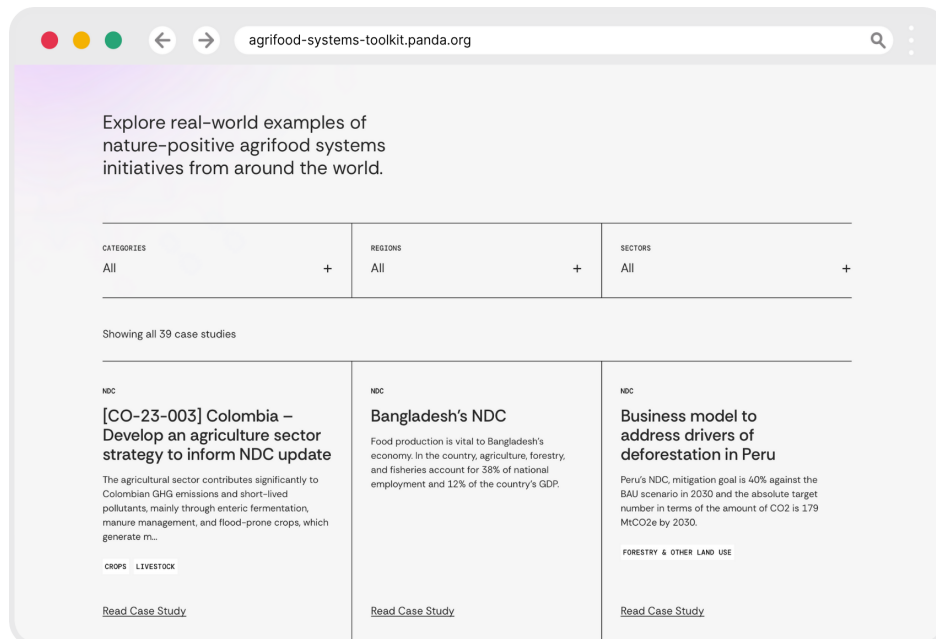 agrifood-systems-toolkit.panda.org
Explore real-world examples of
nature-positive agrifood systems
initiatives from around the world.
CATEGORIES
All +
REGIONS
All +
SECTORS
All +
Showing all 39 case studies
NDC
[CO-23-003] Colombia –
Develop an agriculture sector
strategy to inform NDC update
The agricultural sector contributes significantly to
Colombian GHG emissions and short-lived
pollutants, mainly through enteric fermentation,
manure management, and flood-prone crops, which
generate m...
CROPS LIVESTOCK
Read Case Study
NDC
Bangladesh's NDC
Food production is vital to Bangladesh's
economy. In the country, agriculture, forestry,
and fisheries account for 38% of national
employment and 12% of the country's GDP.
Read Case Study
NDC
Business model to
address drivers of
deforestation in Peru
Peru's NDC, mitigation goal is 40% against the
BAU scenario in 2030 and the absolute target
number in terms of the amount of CO2 is 179
MtCO2e by 2030.
FORESTRY & OTHER LAND USE
Read Case Study